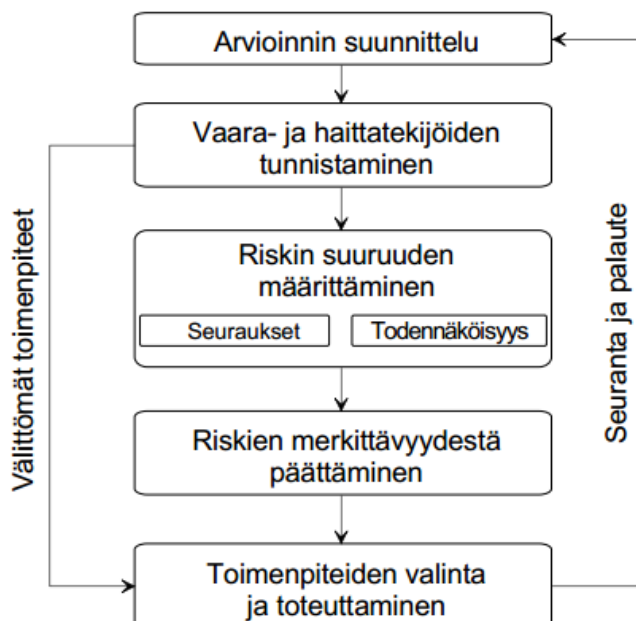 Arvioinnin suunnittelu
Vaara- ja haittatekijöiden
tunnistaminen
Riskin suuruuden
määrittäminen
Seuraukset
Todennäköisyys
Riskien merkittävyydestä
päättäminen
Toimenpiteiden valinta
ja toteuttaminen
Välittömät toimenpiteet
Seuranta ja palaute